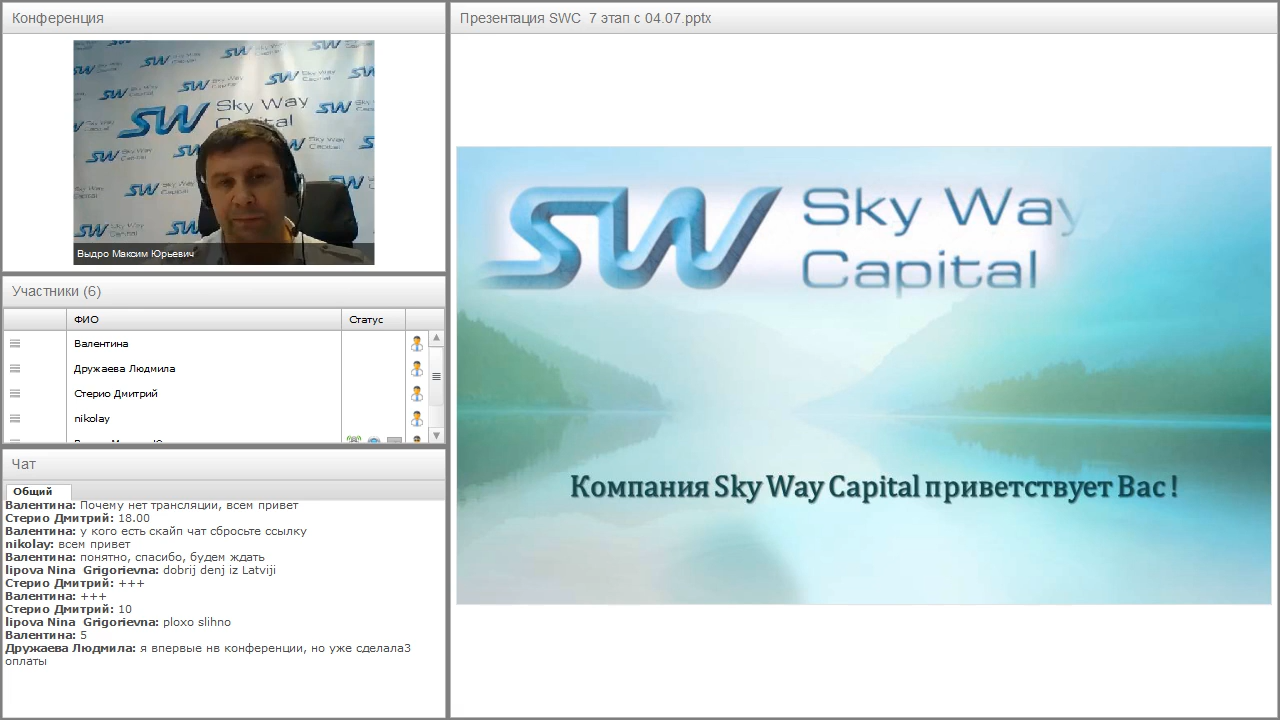 Конференция
Sky Way
Capital
Выдро Максим Юрьевич
Участники (6)
ФИО
Статус
Валентина
Дружаева Людмила
Стерио Дмитрий
nikolay
Чат
Общий
Валентина: Почему нет трансляции, всем привет
Стерио Дмитрий: 18.00
Валентина: у кого есть скайп чат сбросьте ссылку
nikolay: всем привет
Валентина: понятно, спасибо, будем ждать
lipova Nina Grigorievna: dobrij denj iz Latviji
Стерио Дмитрий: +++
Валентина: +++
Стерио Дмитрий: 10
lipova Nina Grigorievna: ploxo slihno
Валентина: 5
Дружаева Людмила: я впервые нв конференции, но уже сделала3
оплаты
Презентация SWC 7 этап с 04.07.pptx
SW Sky Way
Capital
Компания Sky Way Capital приветствует Вас !